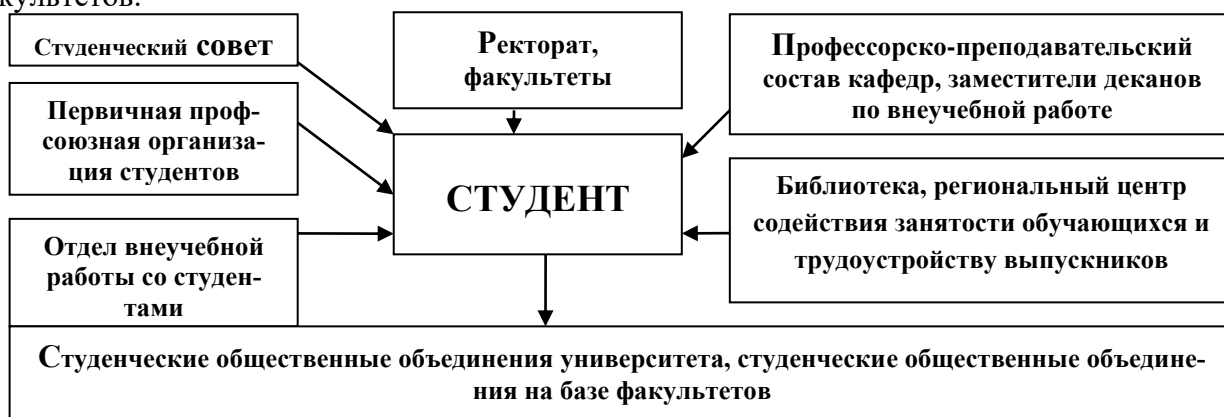 культетов.
Студенческий совет
Первичная проф-
союзная организа-
ция студентов
Отдел внеучебной
работы со студен-
тами
Ректорат,
факультеты
СТУДЕНТ
Профессорско-преподавательский
состав кафедр, заместители деканов
по внеучебной работе
Библиотека, региональный центр
содействия занятости обучающихся и
трудоустройству выпускников
Студенческие общественные объединения университета, студенческие общественные объедине-
ния на базе факультетов